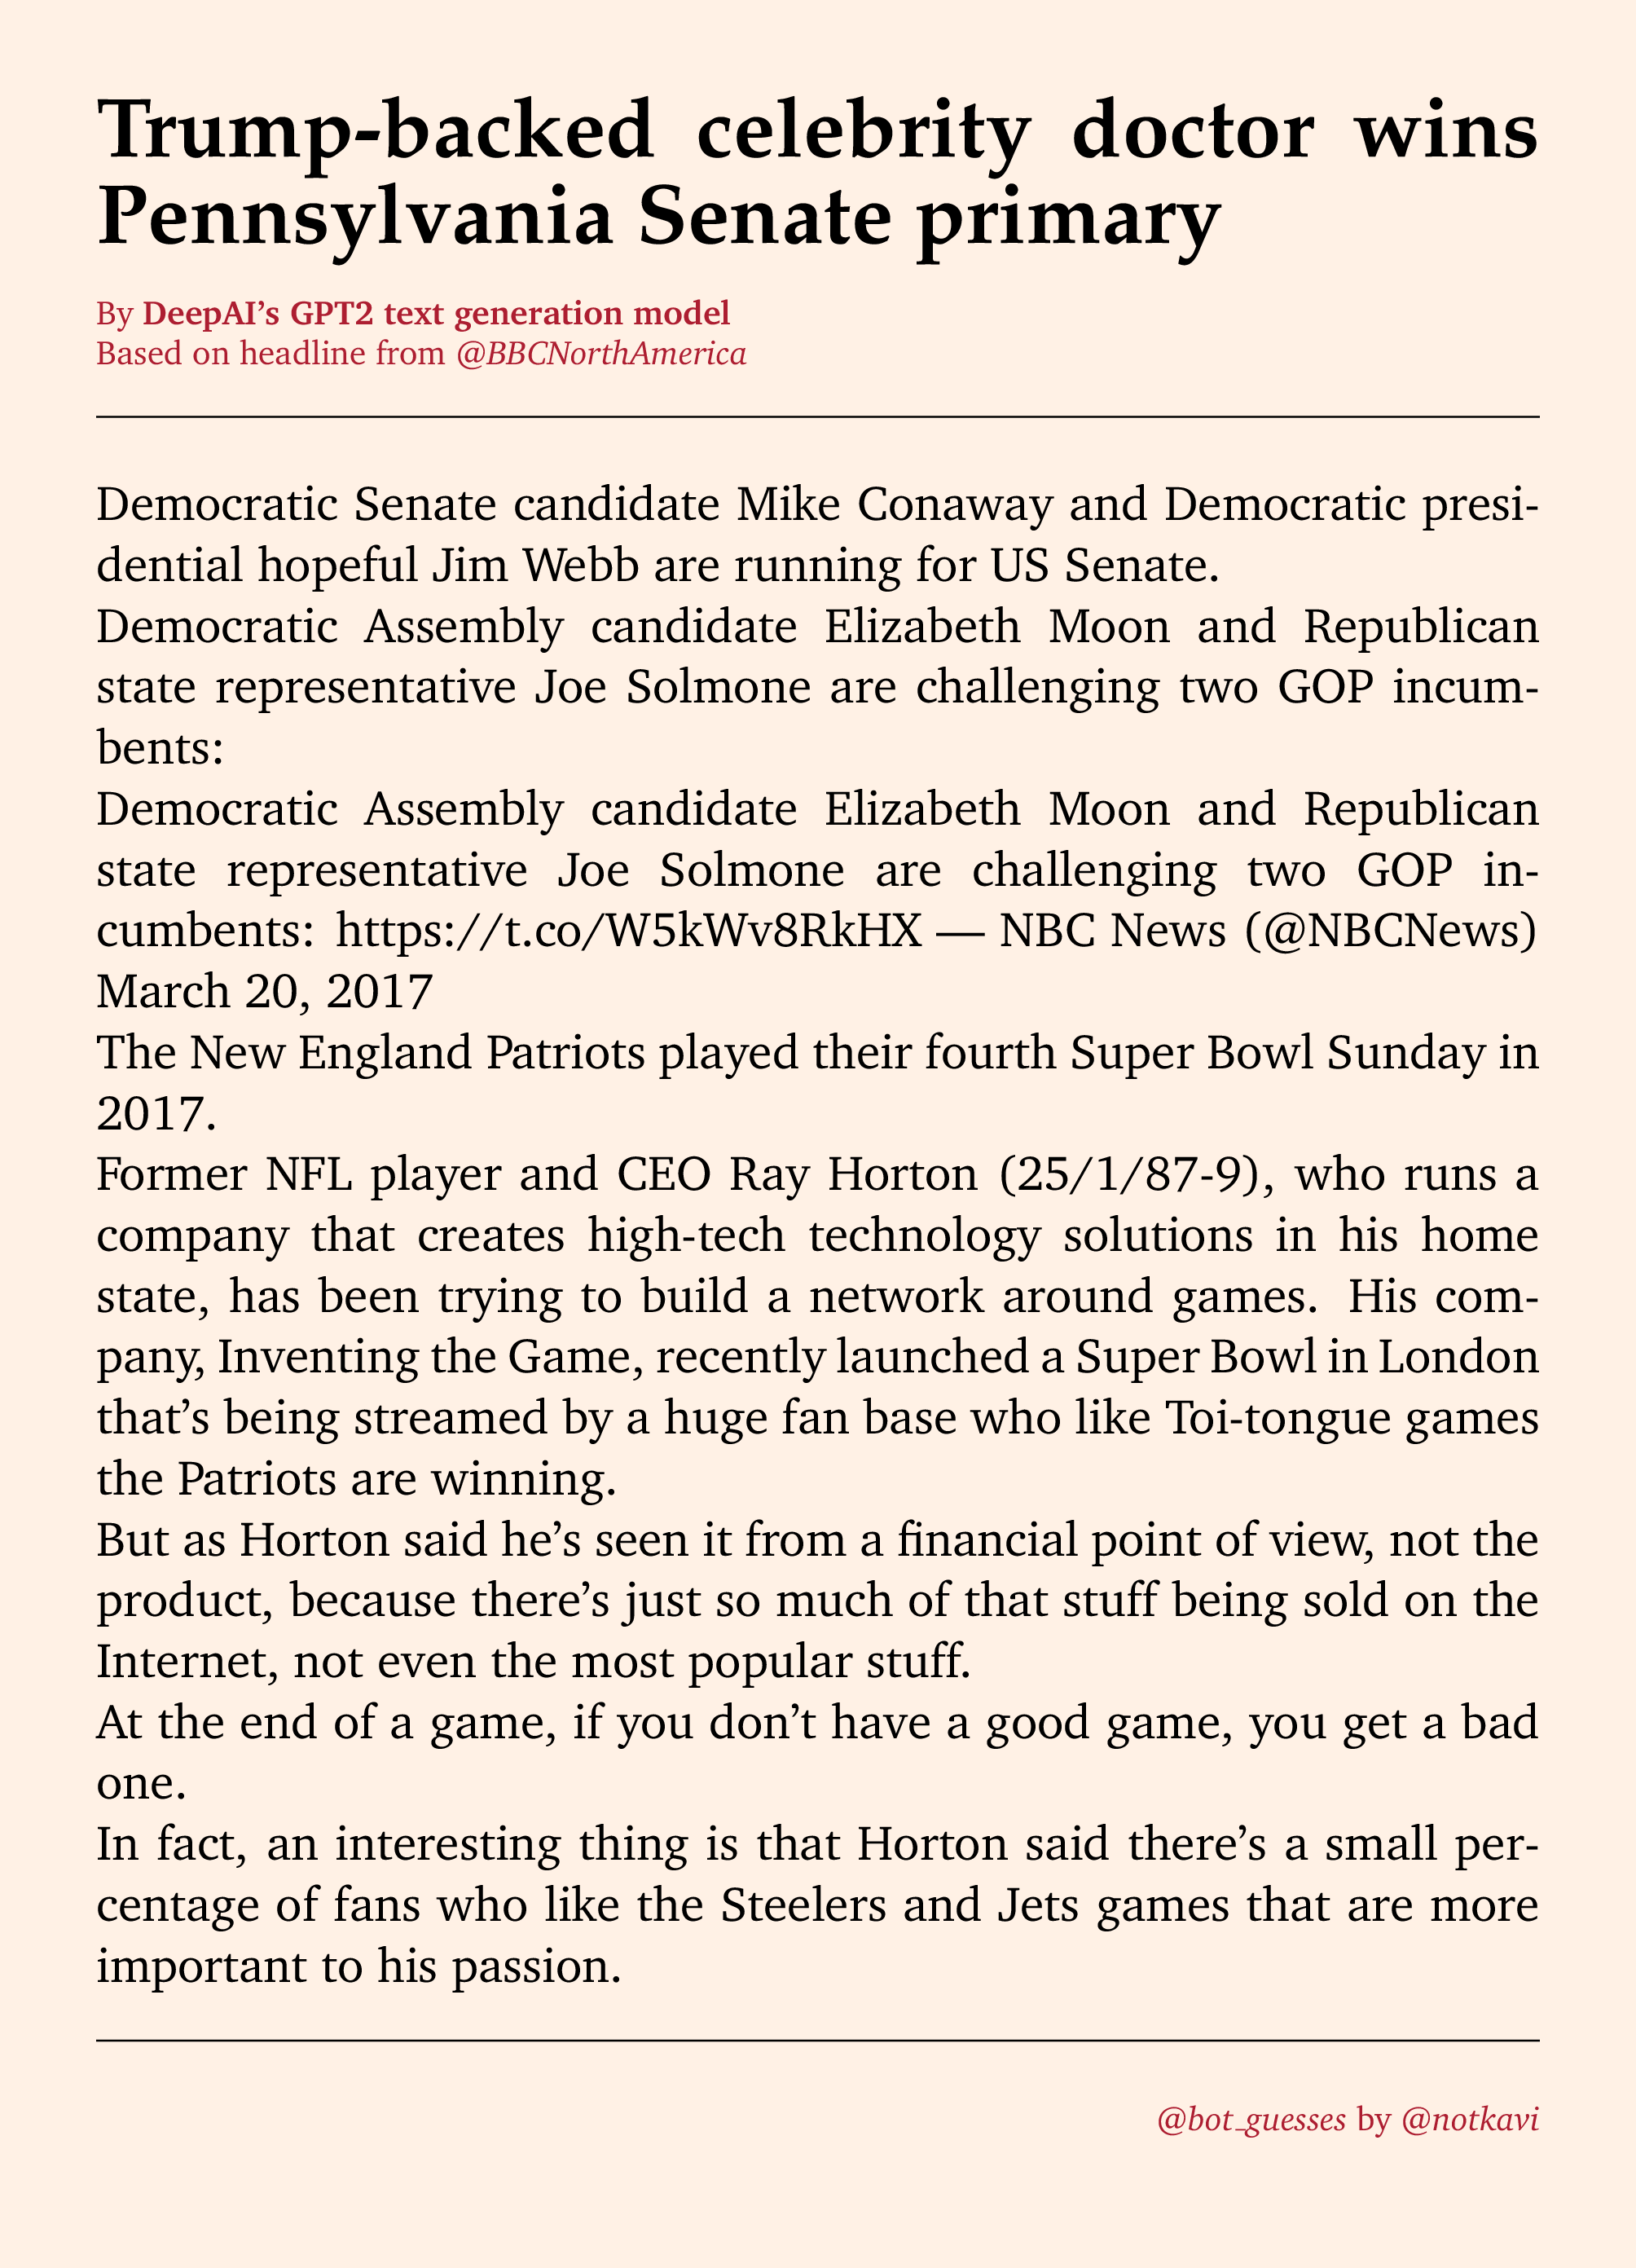 Trump-backed celebrity doctor wins
Pennsylvania Senate primary
By DeepAI's GPT2 text generation model
Based on headline from @BBCNorthAmerica
Democratic Senate candidate Mike Conaway and Democratic presi-
dential hopeful Jim Webb are running for US Senate.
Democratic Assembly candidate Elizabeth Moon and Republican
state representative Joe Solmone are challenging two GOP incum-
bents:
Democratic Assembly candidate Elizabeth Moon and Republican
state representative Joe Solmone are challenging two GOP in-
cumbents: https://t.co/W5kWv8RkHX — NBC News (@NBCNews)
March 20, 2017
The New England Patriots played their fourth Super Bowl Sunday in
2017.
Former NFL player and CEO Ray Horton (25/1/87-9), who runs a
company that creates high-tech technology solutions in his home
state, has been trying to build a network around games. His com-
pany, Inventing the Game, recently launched a Super Bowl in London
that's being streamed by a huge fan base who like Toi-tongue games
the Patriots are winning.
But as Horton said he's seen it from a financial point of view, not the
product, because there's just so much of that stuff being sold on the
Internet, not even the most popular stuff.
At the end of a game, if you don't have a good game, you get a bad
one.
In fact, an interesting thing is that Horton said there's a small per-
centage of fans who like the Steelers and Jets games that are more
important to his passion.
@bot_guesses by @notkavi